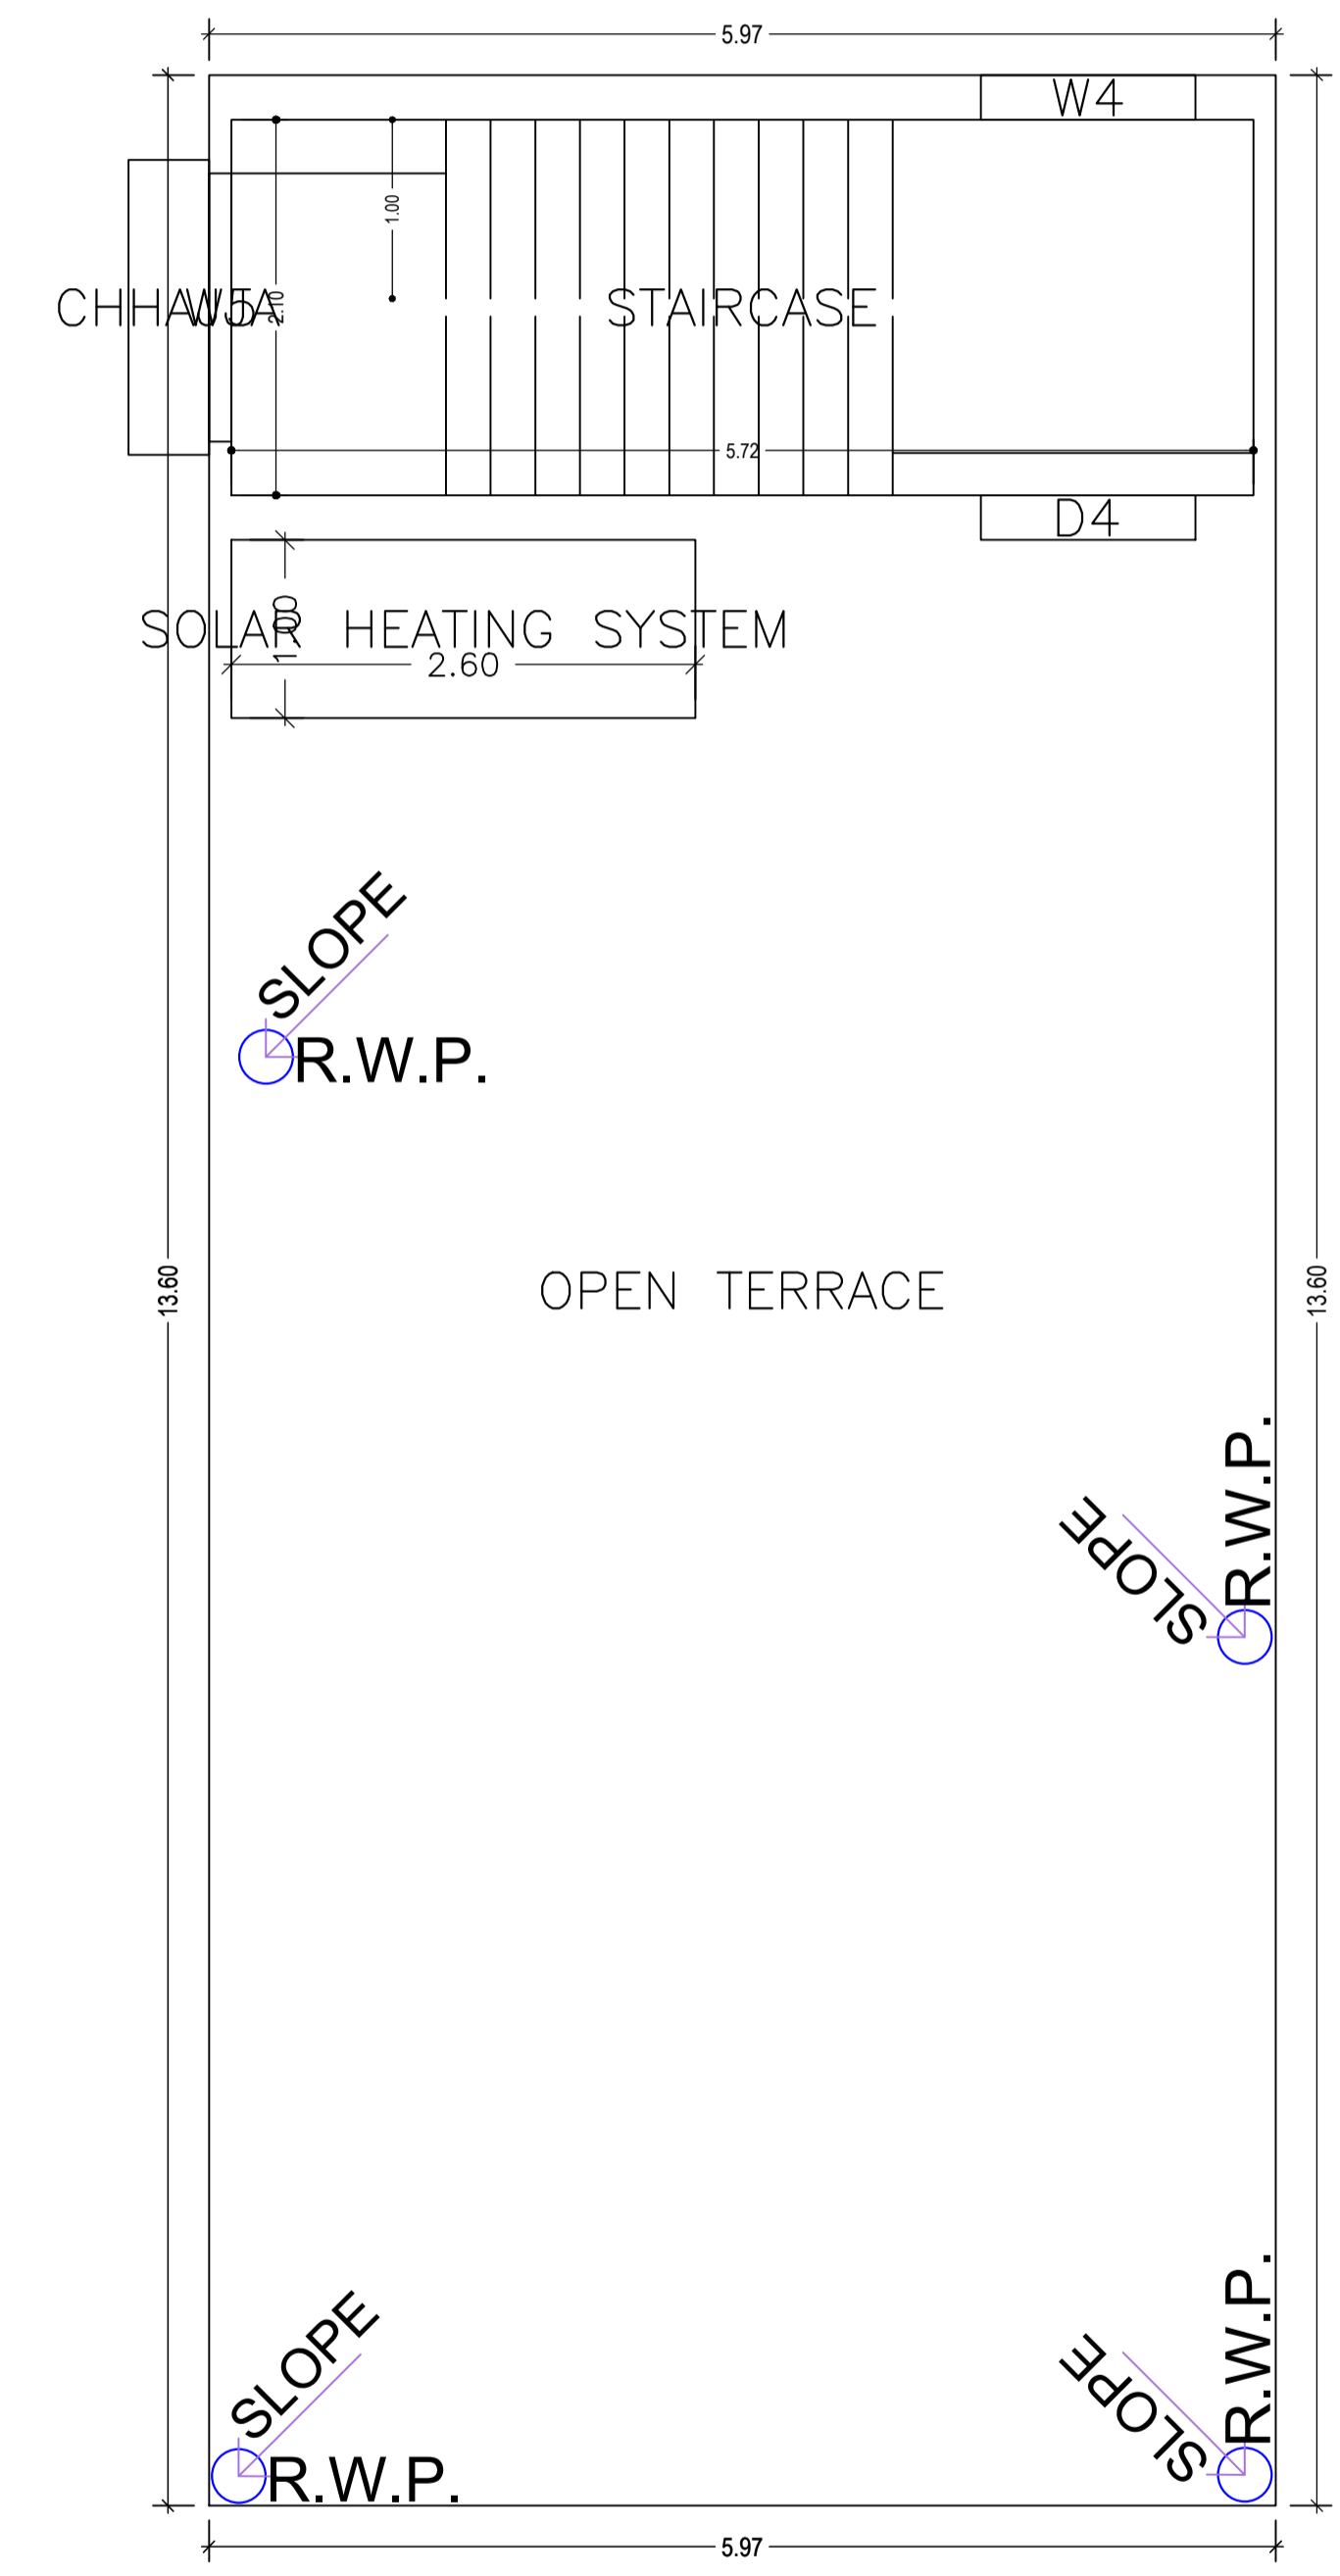 5.97
W4
1.00
CHHAJJA
W5
2.10
STAIRCASE
5.72
D4
1.00
SOLAR HEATING SYSTEM
2.60
SLOPE
R.W.P.
13.60
13.60
OPEN TERRACE
R.W.P.
SLOPE
SLOPE
R.W.P.
R.W.P.
SLOPE
5.97